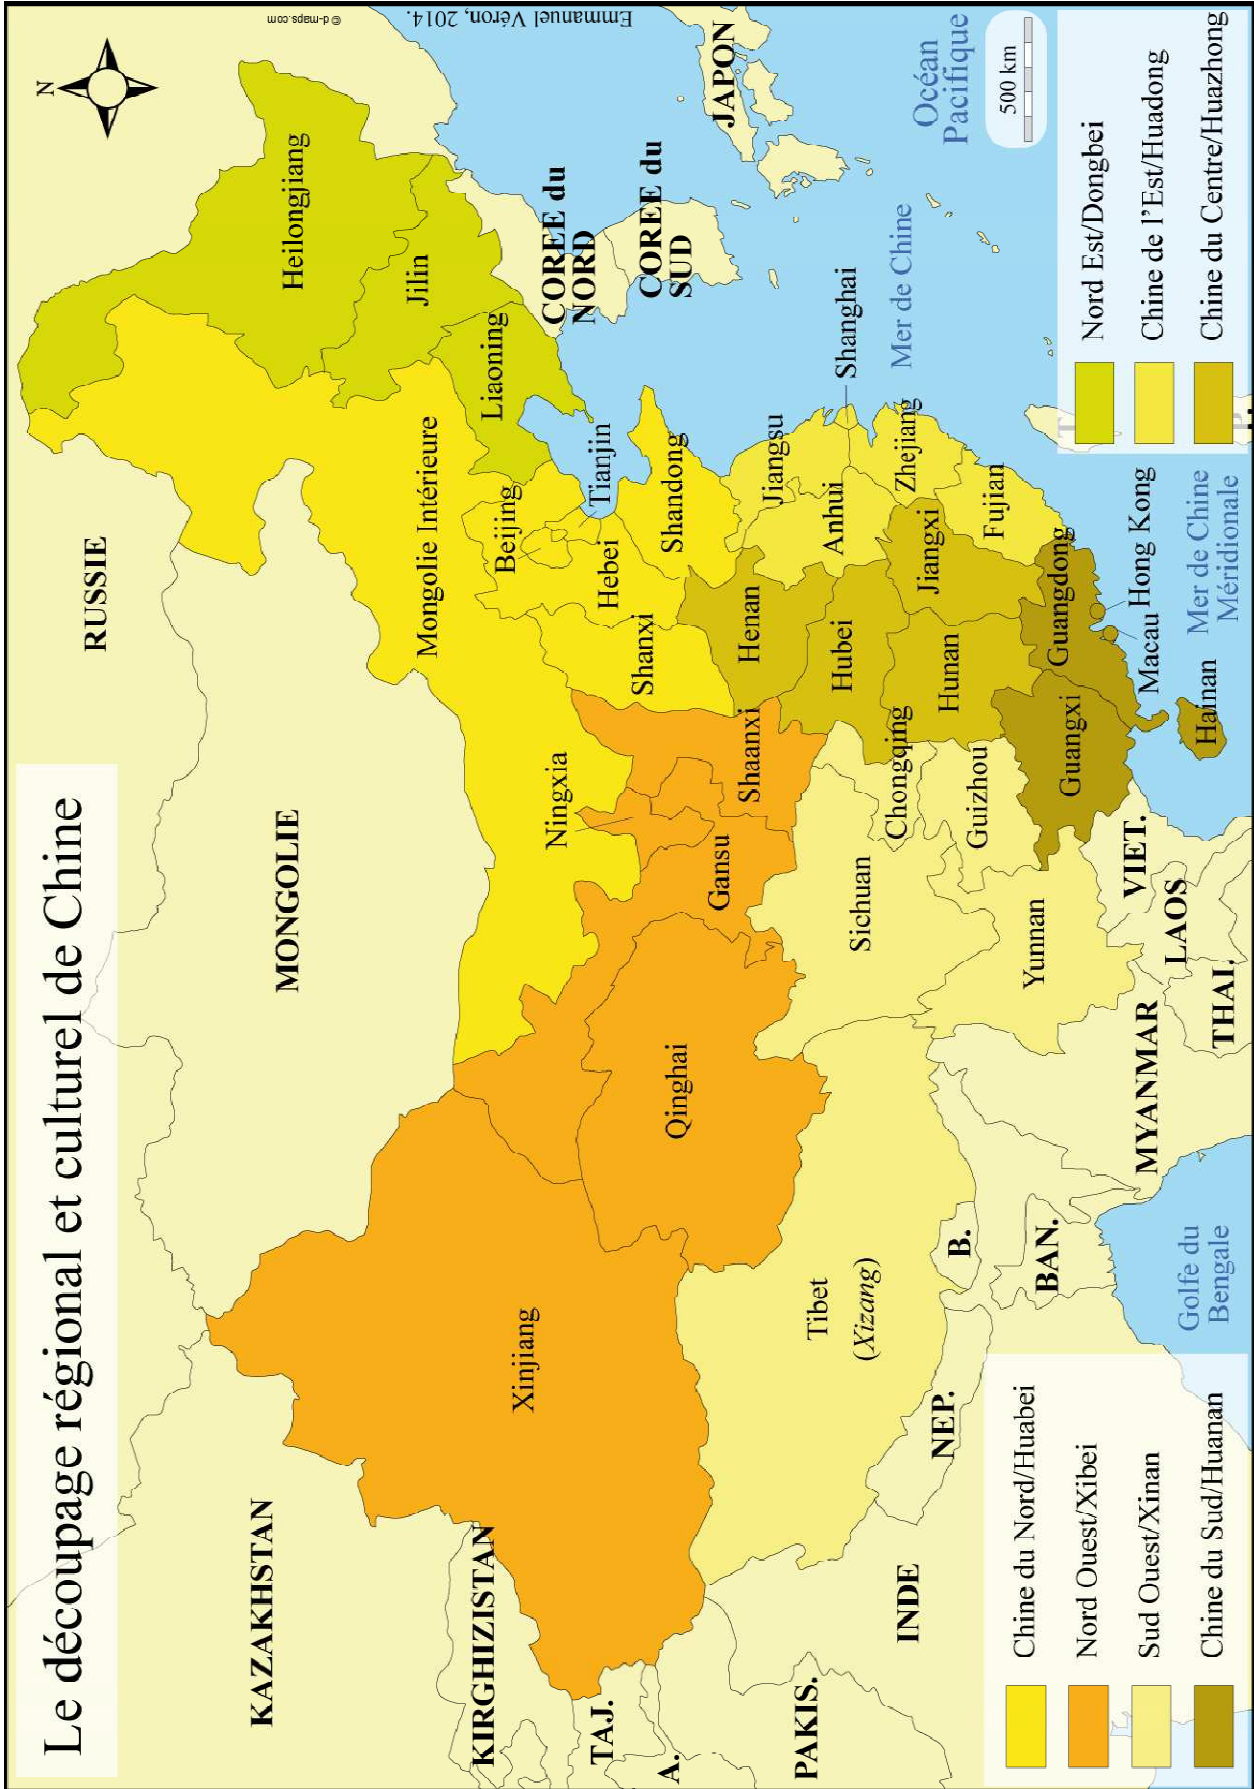 Le découpage régional et culturel de Chine
N
© d-maps.com
Emmanuel Véron, 2014.
RUSSIE
KAZAKHSTAN
MONGOLIE
KIRGHIZISTAN
TAJ.
A.
PAKIS.
INDE
NEP.
B.
BAN.
MYANMAR
THAI.
LAOS
VIET.
COREE du
NORD
COREE du
SUD
JAPON
Heilongjiang
Jilin
Liaoning
Mongolie Intérieure
Beijing
Tianjin
Hebei
Shandong
Shanxi
Ningxia
Shaanxi
Gansu
Qinghai
Xinjiang
Tibet
(Xizang)
Sichuan
Chongqing
Guizhou
Yunnan
Henan
Hubei
Hunan
Jiangxi
Jiangsu
Anhui
Shanghai
Zhejiang
Fujian
Guangdong
Guangxi
Hong Kong
Macau
Hainan
Océan
Pacifique
Mer de Chine
Mer de Chine
Méridionale
Golfe du
Bengale
500 km
Chine du Nord/Huabei
Nord Ouest/Xibei
Sud Ouest/Xinan
Chine du Sud/Huanan
Nord Est/Dongbei
Chine de l'Est/Huadong
Chine du Centre/Huazhong